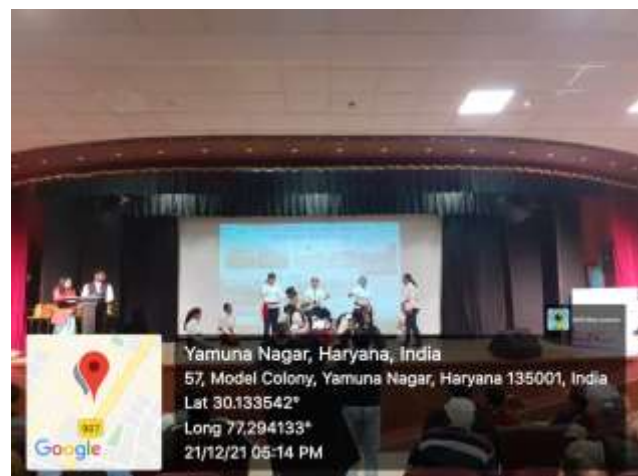 Yamuna Nagar, Haryana, India
57, Model Colony, Yamuna Nagar, Haryana 135001, India
Lat 30.133542°
Long 77.294133°
21/12/21 05:14 PM
Google